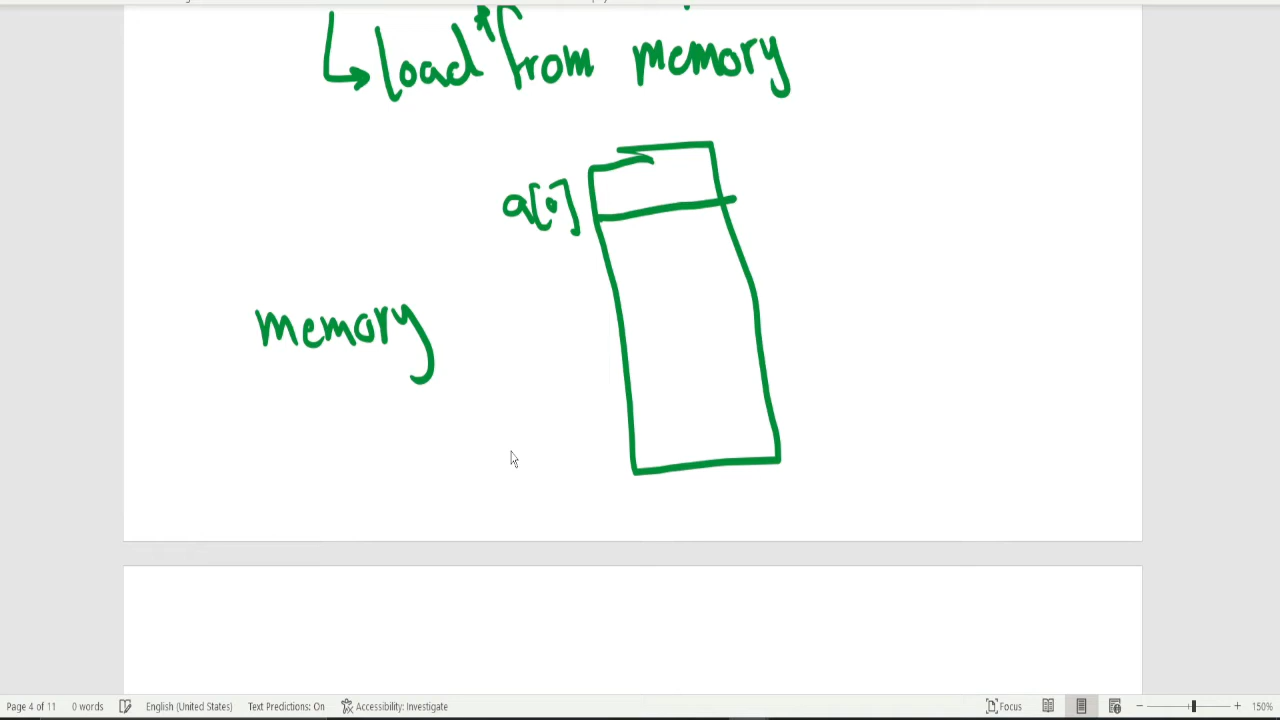 ↳ load from memory
a[0]
memory
Page 4 of 11 0 words English (United States) Text Predictions: On Accessibility: Investigate Focus 150%